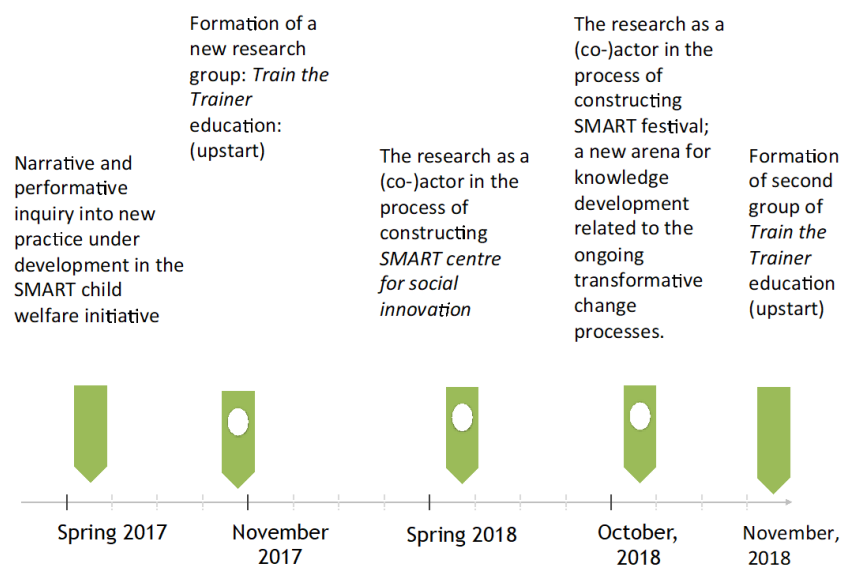 Narrative and
performative
inquiry into new
practice under
development in the
SMART child
welfare initiative
Formation of a
new research
group: Train the
Trainer
education:
(upstart)
The research as a
(co-)actor in the
process of
constructing
SMART centre
for social
innovation
The research as a
(co-)actor in the
process of
constructing
SMART festival;
a new arena for
knowledge
development
related to the
ongoing
transformative
change
processes.
Formation
of second
group of
Train the
Trainer
education
(upstart)
Spring 2017
November
2017
Spring 2018
October,
2018
November,
2018